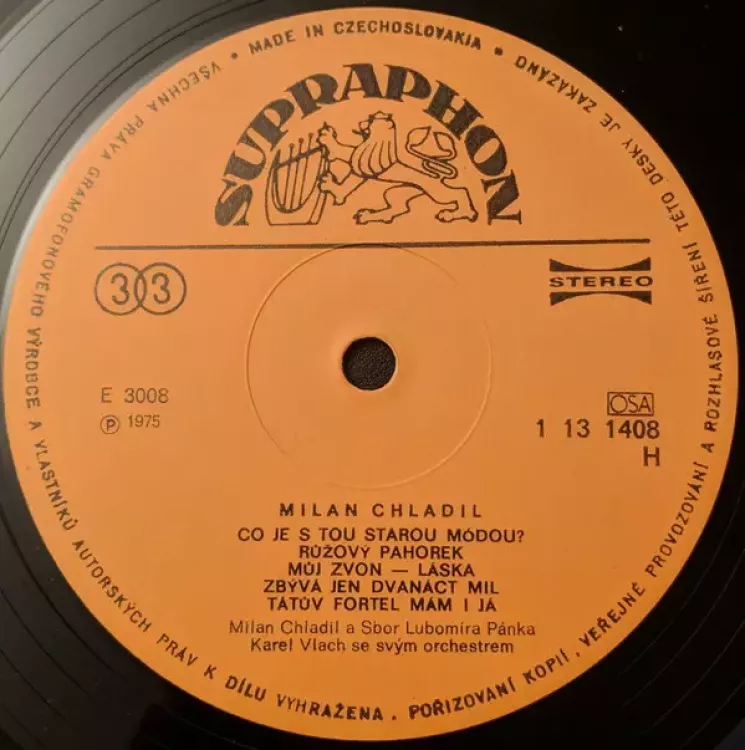 MADE IN CZECHOSLOVAKIA • VŠECHNA PRÁVA GRAMOFONOVÉHO VÝROBCE A VLASTNÍKŮ AUTORSKÝCH PRÁV K DÍLU VYHRAŽENA. POŘIZOVÁNÍ KOPIÍ, VEŘEJNÉ PROVOZOVÁNÍ A ROZHLASOVÉ ŠÍŘENÍ TÉTO DESKY JE ZAKÁZÁNO
SUPRAPHON
33
STEREO
E 3008
Ⓟ 1975
OSA
1 13 1408
H
MILAN CHLADIL
CO JE S TOU STAROU MÓDOU?
RŮŽOVÝ PAHOREK
MŮJ ZVON — LÁSKA
ZBÝVÁ JEN DVANÁCT MIL
TÁTŮV FORTEL MÁM I JÁ
Milan Chladil a Sbor Lubomíra Pánka
Karel Vlach se svým orchestrem